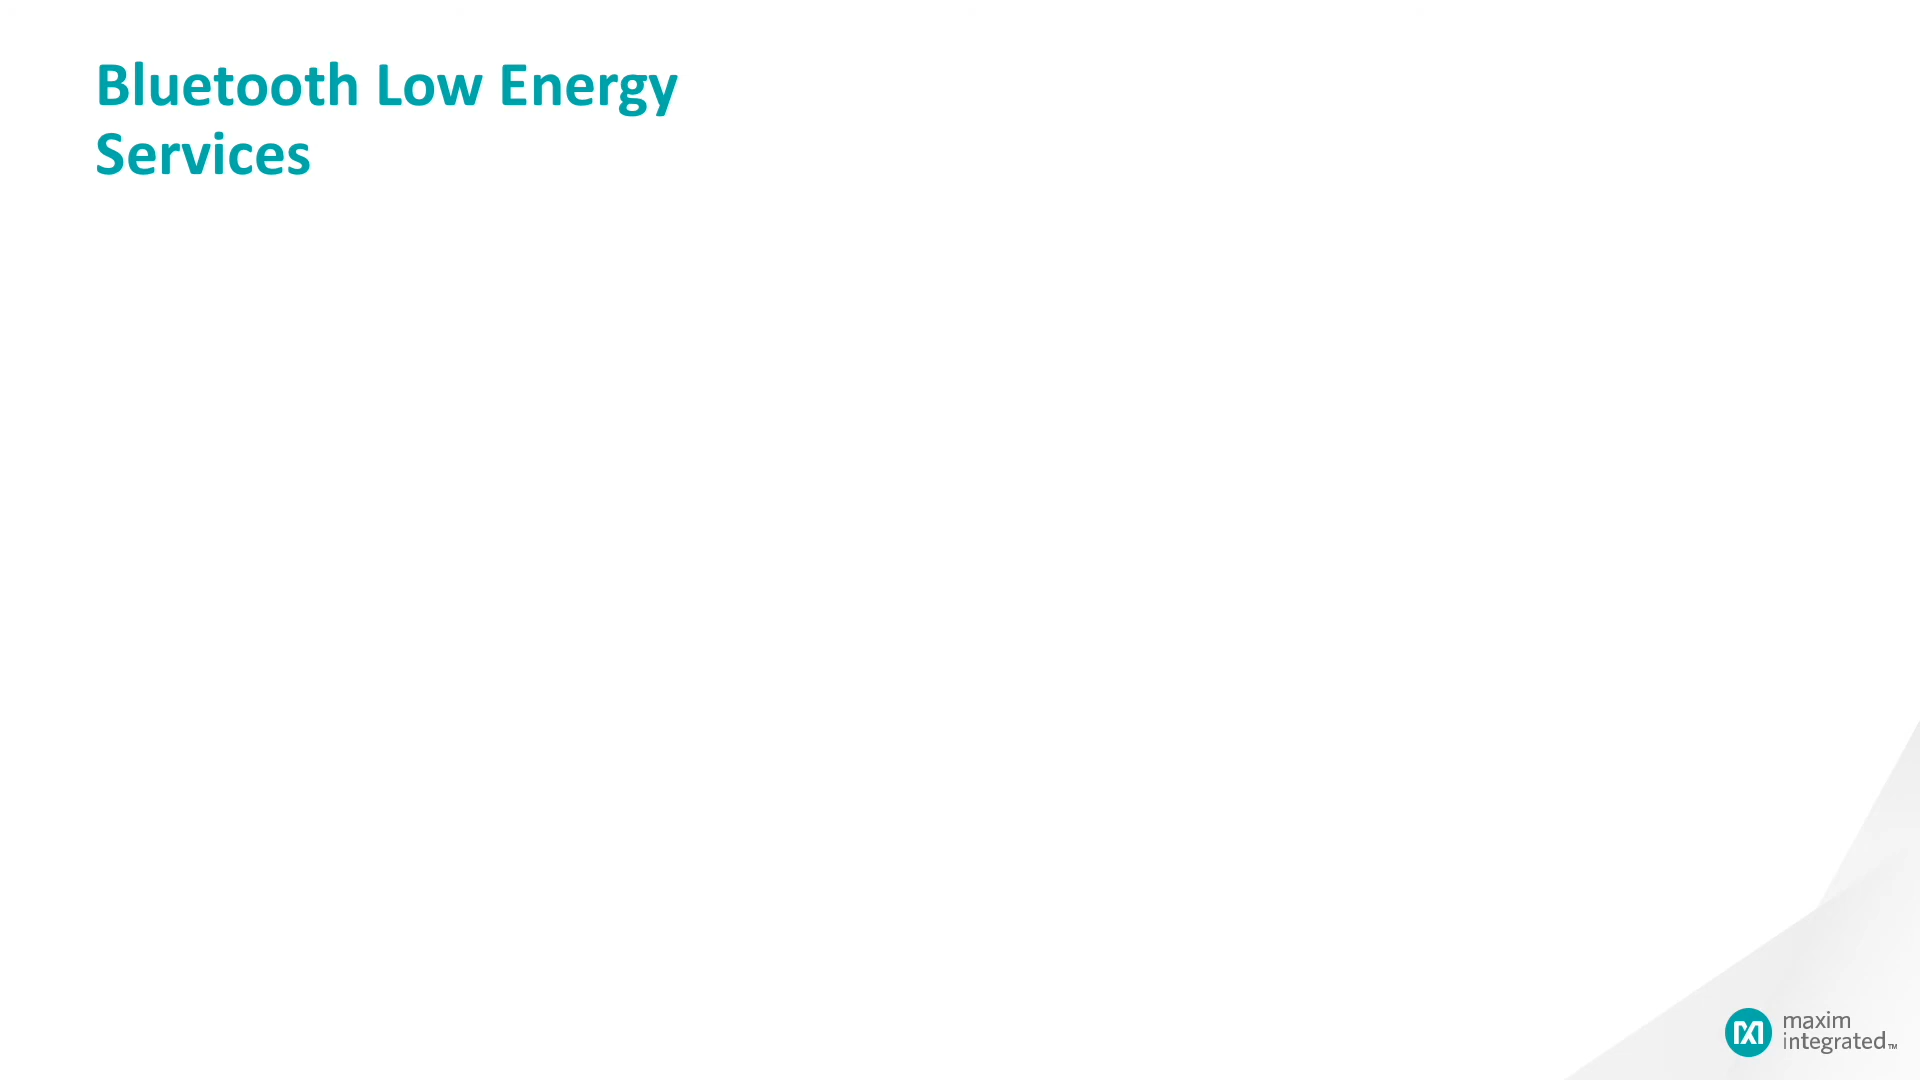 Bluetooth Low Energy
Services
maxim
integrated™